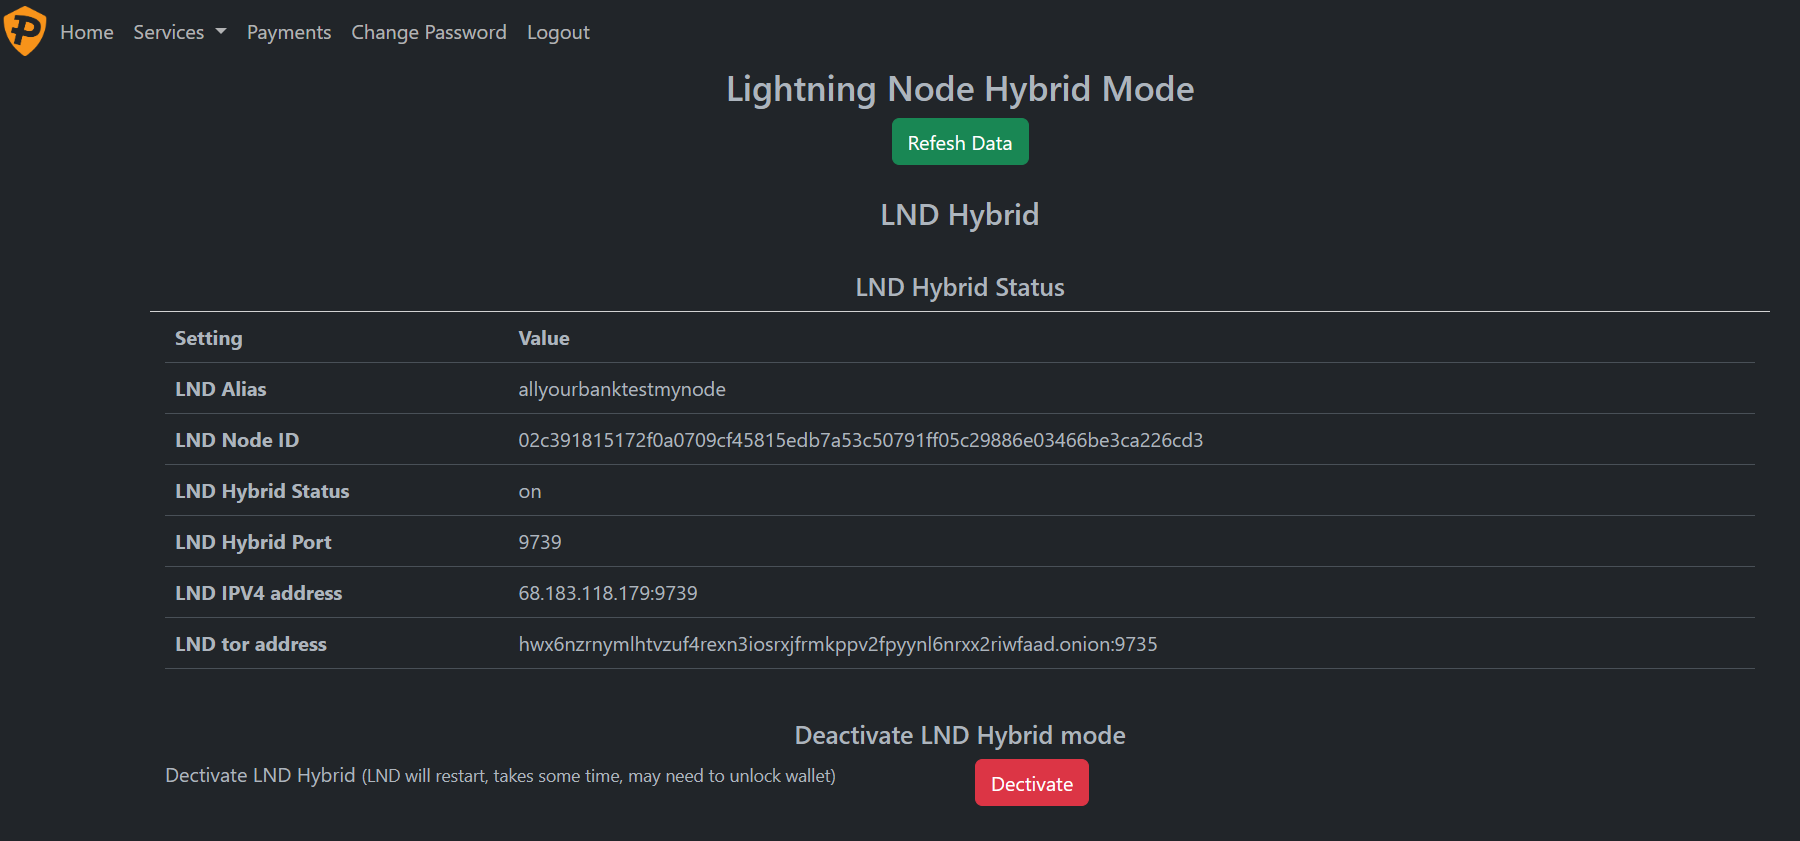 Home Services Payments Change Password Logout
Lightning Node Hybrid Mode
Refesh Data
LND Hybrid
LND Hybrid Status
Setting Value
LND Alias allyourbanktestmynode
LND Node ID 02c391815172f0a0709cf45815edb7a53c50791ff05c29886e03466be3ca226cd3
LND Hybrid Status on
LND Hybrid Port 9739
LND IPV4 address 68.183.118.179:9739
LND tor address hwx6nzrnymlhtvzuf4rexn3iosrxjfrmkppv2fpyynl6nrxx2riwfaad.onion:9735
Deactivate LND Hybrid mode
Dectivate LND Hybrid (LND will restart, takes some time, may need to unlock wallet) Dectivate